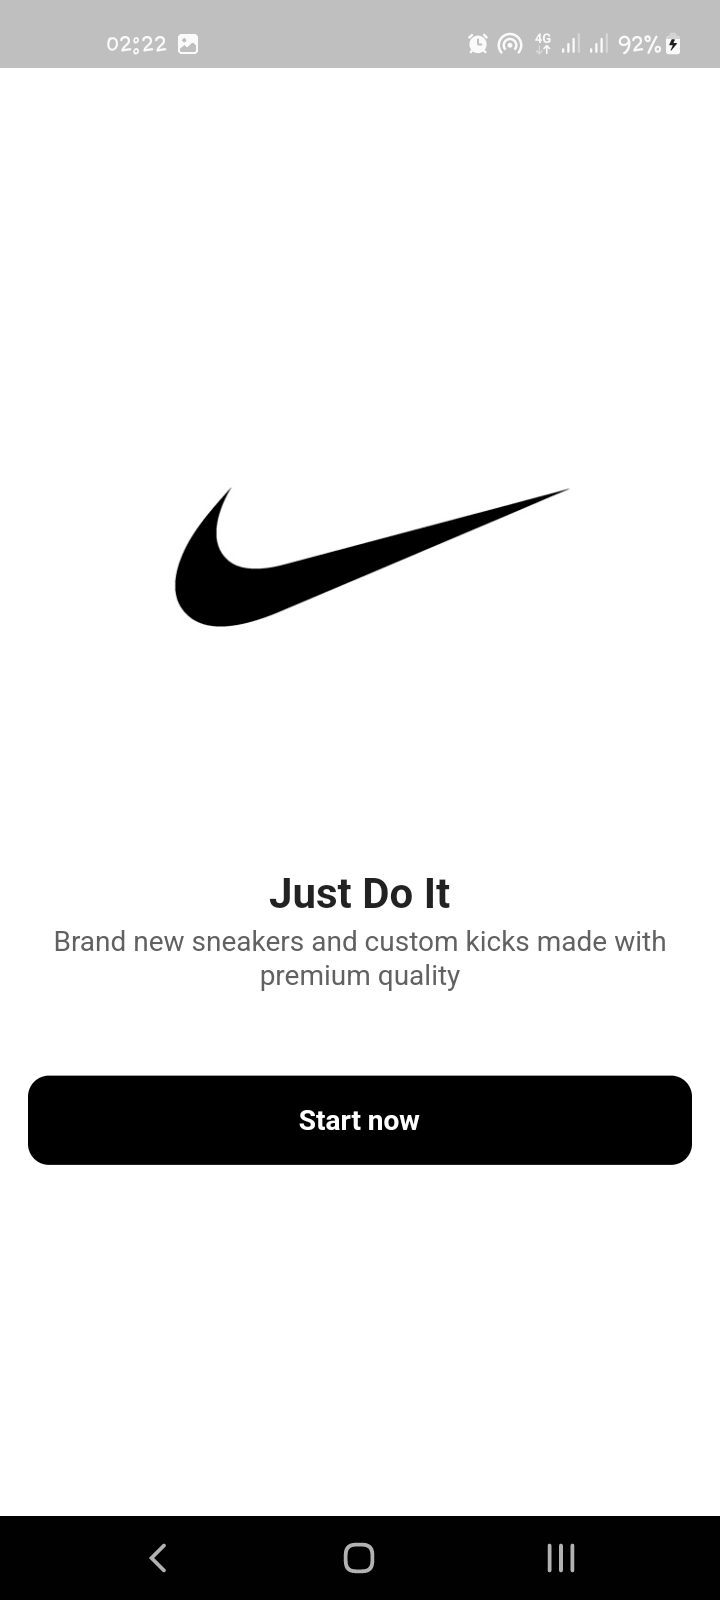 02:22 4G 92%
Just Do It
Brand new sneakers and custom kicks made with
premium quality
Start now